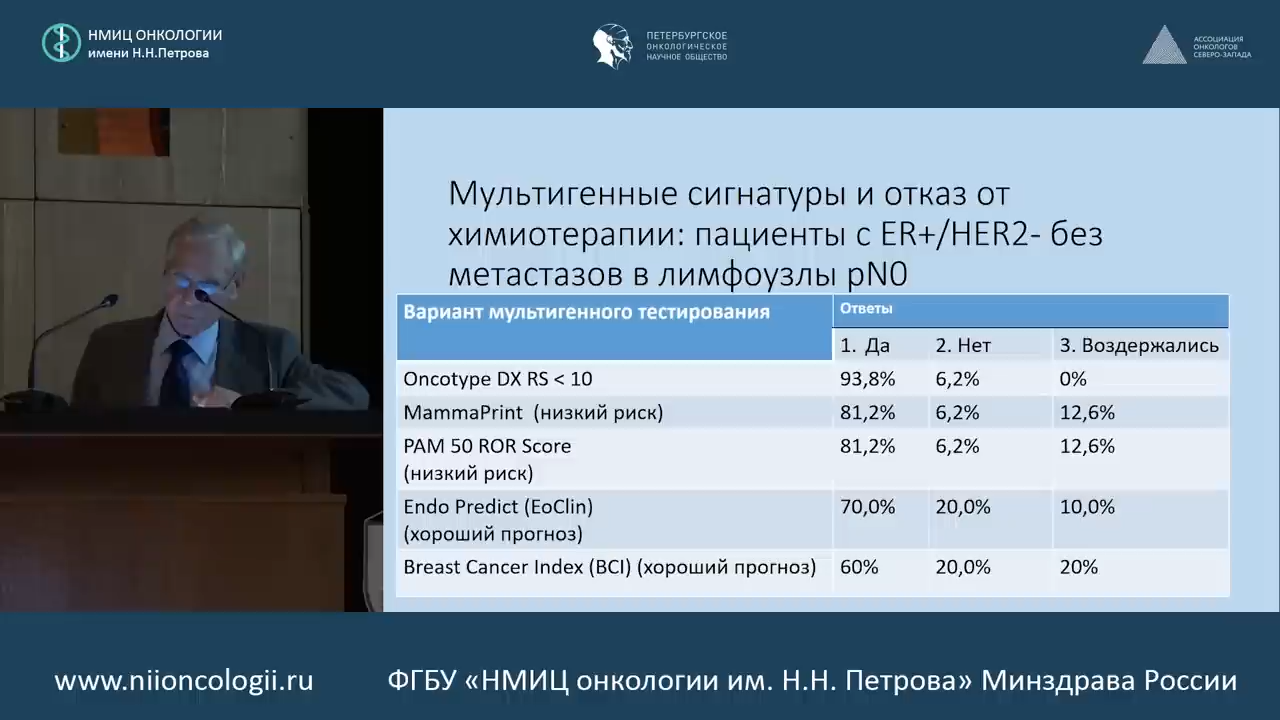 НМИЦ ОНКОЛОГИИ
имени Н.Н.Петрова
ПЕТЕРБУРГСКОЕ
ОНКОЛОГИЧЕСКОЕ
НАУЧНОЕ ОБЩЕСТВО
АССОЦИАЦИЯ
ОНКОЛОГОВ
СЕВЕРО-ЗАПАДА
Мультигенные сигнатуры и отказ от
химиотерапии: пациенты с ER+/HER2- без
метастазов в лимфоузлы pN0
Вариант мультигенного тестирования Ответы
1. Да 2. Нет 3. Воздержались
Oncotype DX RS < 10 93,8% 6,2% 0%
MammaPrint (низкий риск) 81,2% 6,2% 12,6%
PAM 50 ROR Score 81,2% 6,2% 12,6%
(низкий риск)
Endo Predict (EoClin) 70,0% 20,0% 10,0%
(хороший прогноз)
Breast Cancer Index (BCI) (хороший прогноз) 60% 20,0% 20%
www.niioncologii.ru ФГБУ «НМИЦ онкологии им. Н.Н. Петрова» Минздрава России